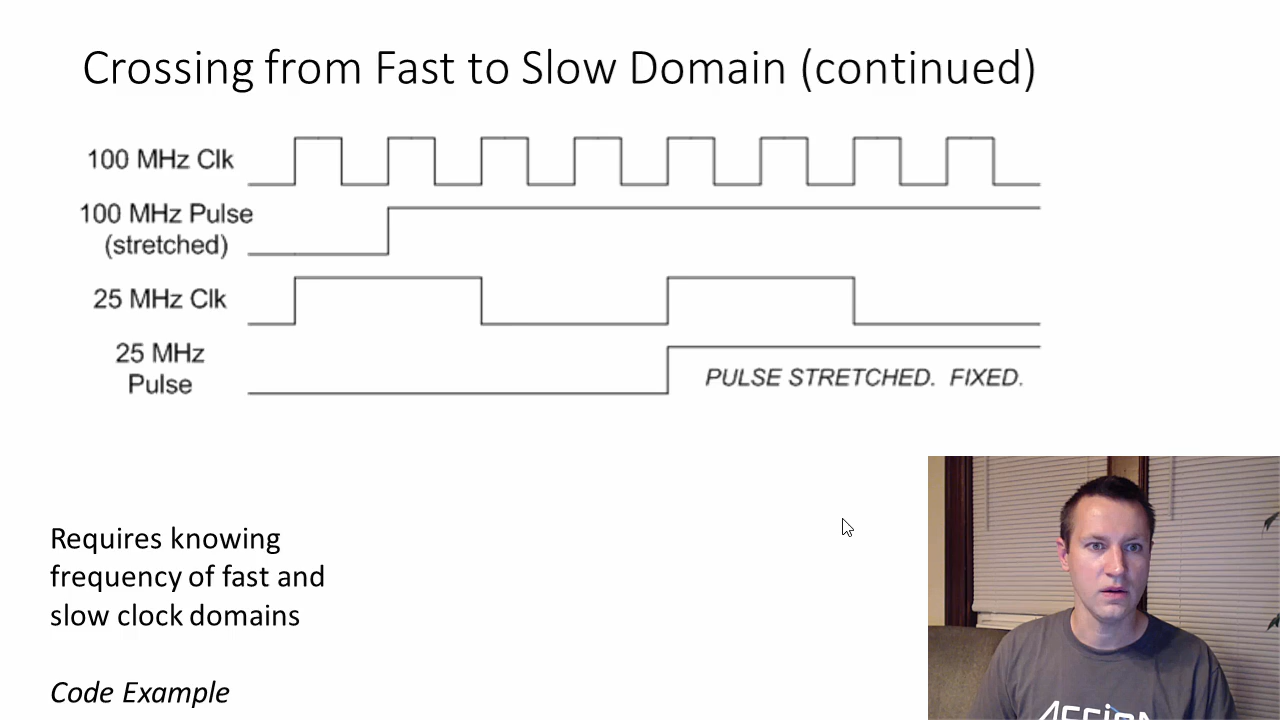 Crossing from Fast to Slow Domain (continued)
100 MHz Clk
100 MHz Pulse
(stretched)
25 MHz Clk
25 MHz
Pulse
PULSE STRETCHED. FIXED.
Requires knowing
frequency of fast and
slow clock domains
Code Example